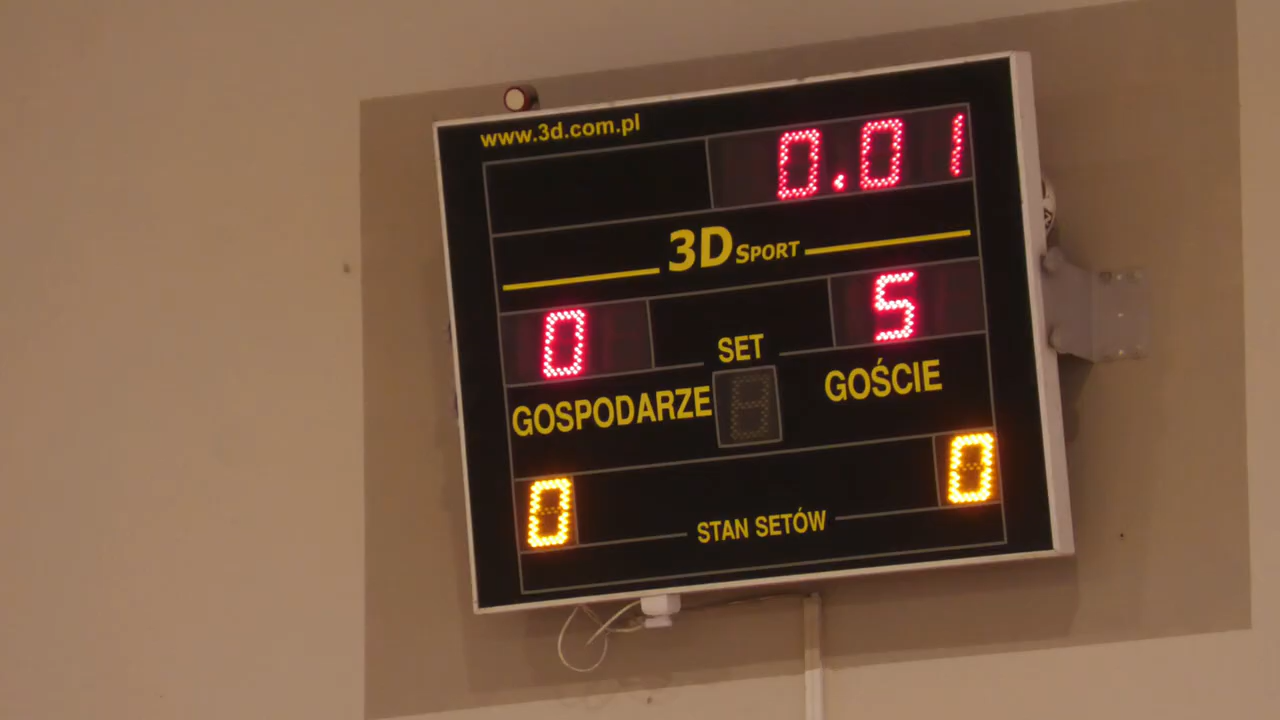 www.3d.com.pl
0.01
3D SPORT
0 5
SET
GOSPODARZE GOŚCIE
0 0
STAN SETÓW